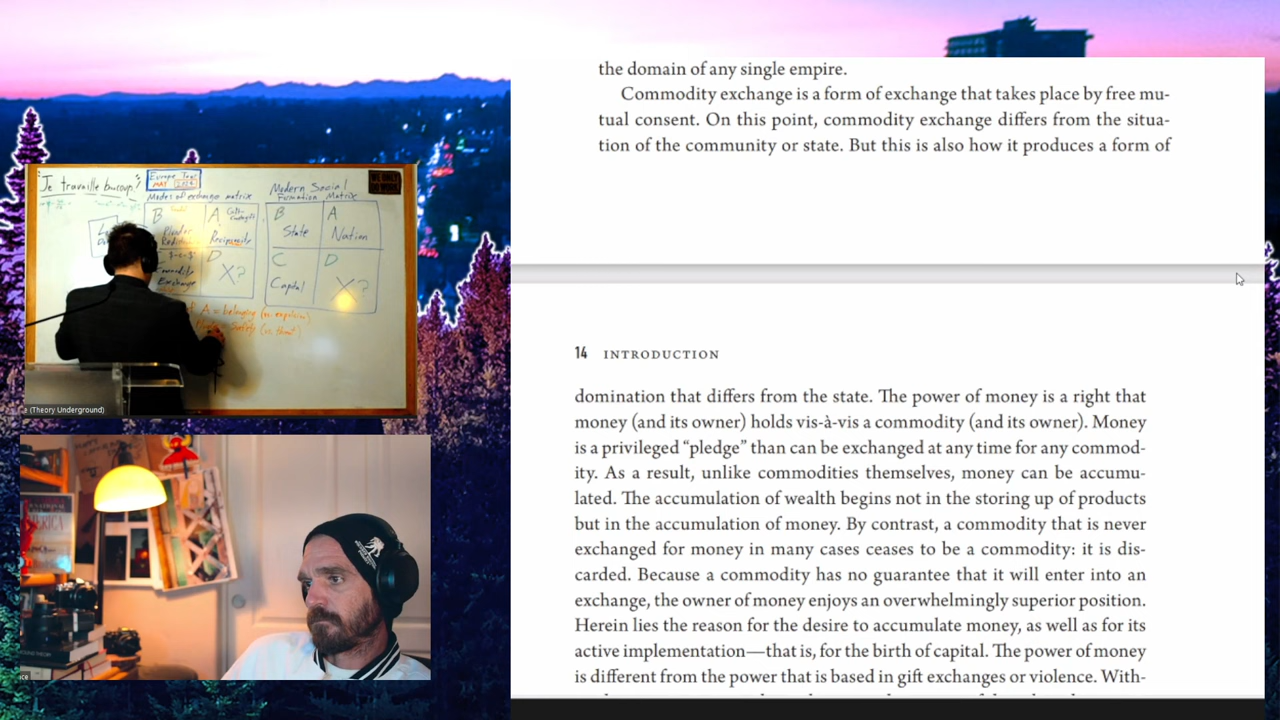 the domain of any single empire.
Commodity exchange is a form of exchange that takes place by free mu-
tual consent. On this point, commodity exchange differs from the situa-
tion of the community or state. But this is also how it produces a form of
14 INTRODUCTION
domination that differs from the state. The power of money is a right that
money (and its owner) holds vis-à-vis a commodity (and its owner). Money
is a privileged “pledge” than can be exchanged at any time for any commod-
ity. As a result, unlike commodities themselves, money can be accumu-
lated. The accumulation of wealth begins not in the storing up of products
but in the accumulation of money. By contrast, a commodity that is never
exchanged for money in many cases ceases to be a commodity: it is dis-
carded. Because a commodity has no guarantee that it will enter into an
exchange, the owner of money enjoys an overwhelmingly superior position.
Herein lies the reason for the desire to accumulate money, as well as for its
active implementation—that is, for the birth of capital. The power of money
is different from the power that is based in gift exchanges or violence. With-
Je travaille
Europe Tour
MAY
Modes of exchange matrix
B
A
Reciprocity
D
X?
Exchange
Modern Social
Formation Matrix
B
A
State
Nation
C
D
Capital
X?
A = belonging (vs. expulsion)
(Theory Underground)